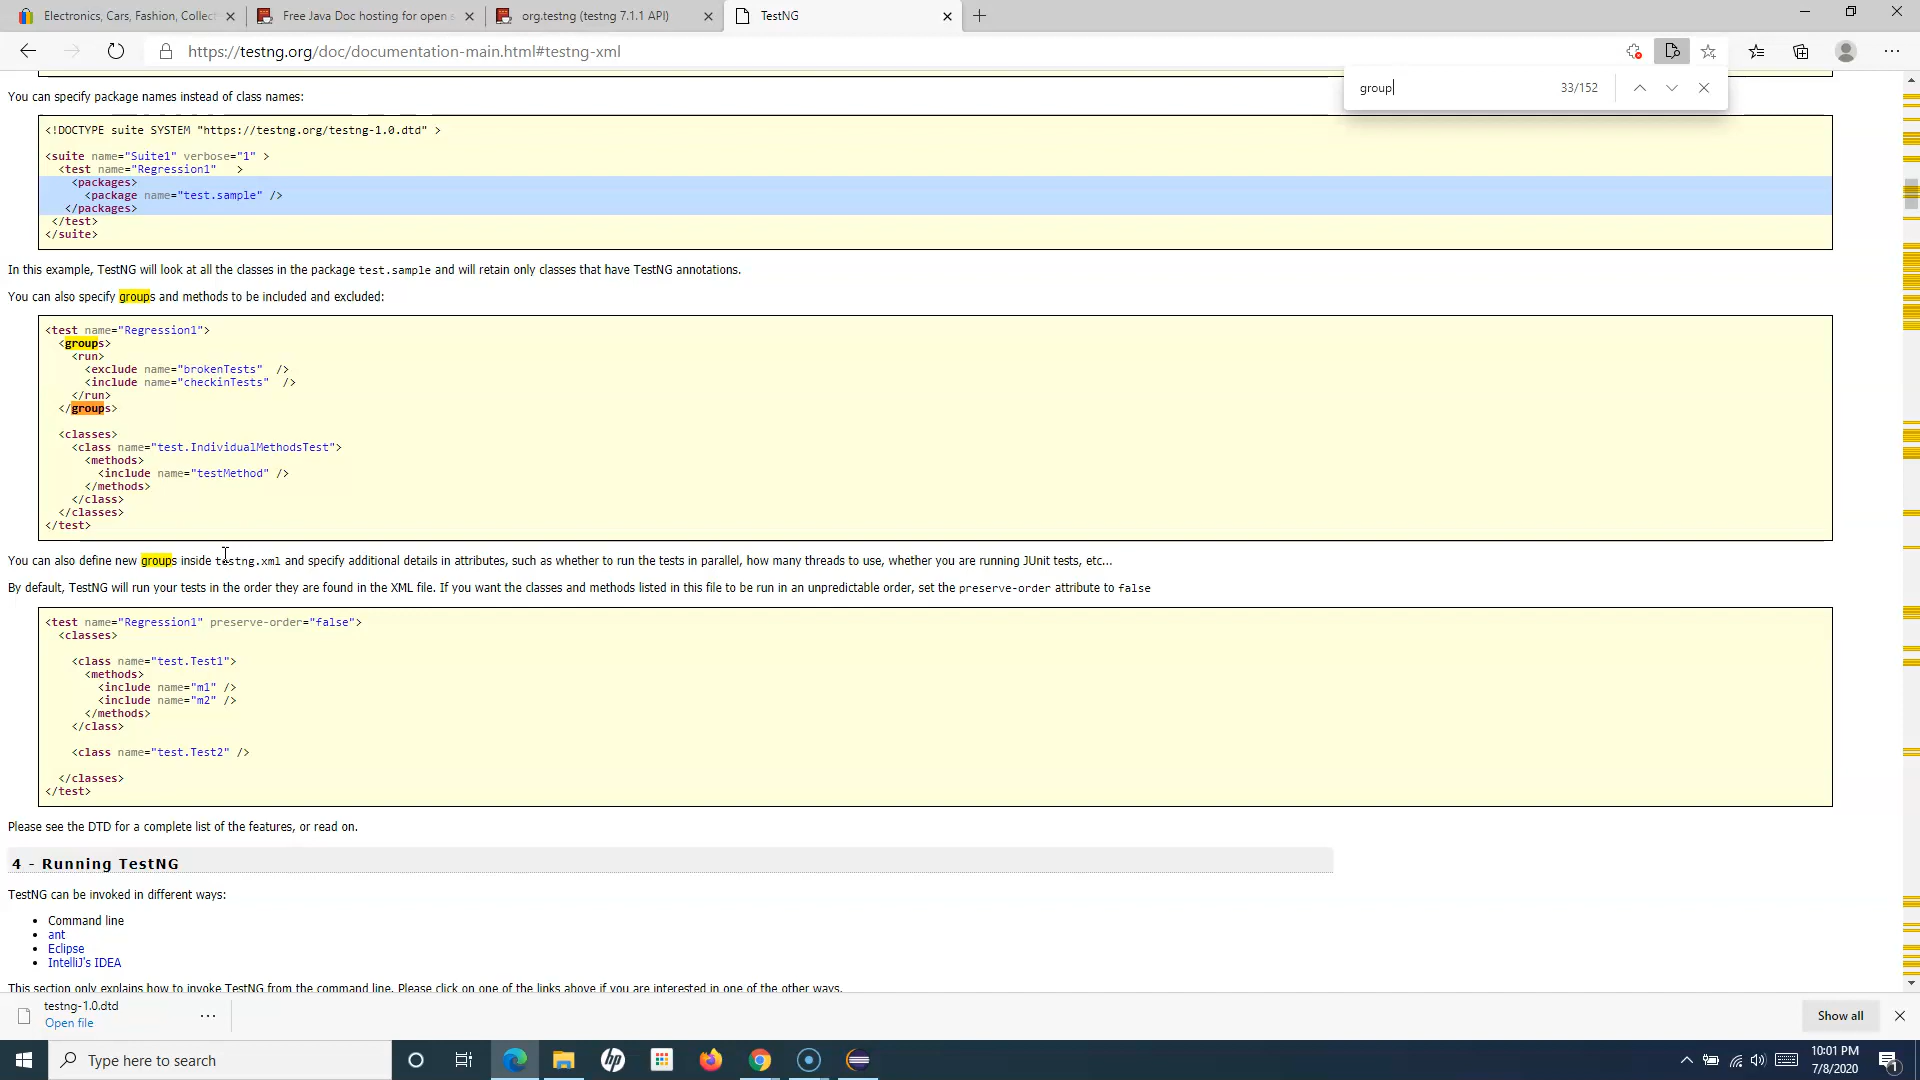 Electronics, Cars, Fashion, Collect
Free Java Doc hosting for open s
org.testng (testng 7.1.1 API)
TestNG
https://testng.org/doc/documentation-main.html#testng-xml
group
33/152
You can specify package names instead of class names:
<!DOCTYPE suite SYSTEM "https://testng.org/testng-1.0.dtd" >
<suite name="Suite1" verbose="1" >
<test name="Regression1"   >
<packages>
<package name="test.sample" />
</packages>
</test>
</suite>
In this example, TestNG will look at all the classes in the package test.sample and will retain only classes that have TestNG annotations.
You can also specify groups and methods to be included and excluded:
<test name="Regression1">
<groups>
<run>
<exclude name="brokenTests"  />
<include name="checkinTests"  />
</run>
</groups>
<classes>
<class name="test.IndividualMethodsTest">
<methods>
<include name="testMethod" />
</methods>
</class>
</classes>
</test>
You can also define new groups inside testng.xml and specify additional details in attributes, such as whether to run the tests in parallel, how many threads to use, whether you are running JUnit tests, etc...
By default, TestNG will run your tests in the order they are found in the XML file. If you want the classes and methods listed in this file to be run in an unpredictable order, set the preserve-order attribute to false
<test name="Regression1" preserve-order="false">
<classes>
<class name="test.Test1">
<methods>
<include name="m1" />
<include name="m2" />
</methods>
</class>
<class name="test.Test2" />
</classes>
</test>
Please see the DTD for a complete list of the features, or read on.
4 - Running TestNG
TestNG can be invoked in different ways:
• Command line
• ant
• Eclipse
• IntelliJ's IDEA
This section only explains how to invoke TestNG from the command line. Please click on one of the links above if you are interested in one of the other ways.
testng-1.0.dtd
Open file
Show all
Type here to search
hp
10:01 PM
7/8/2020
1